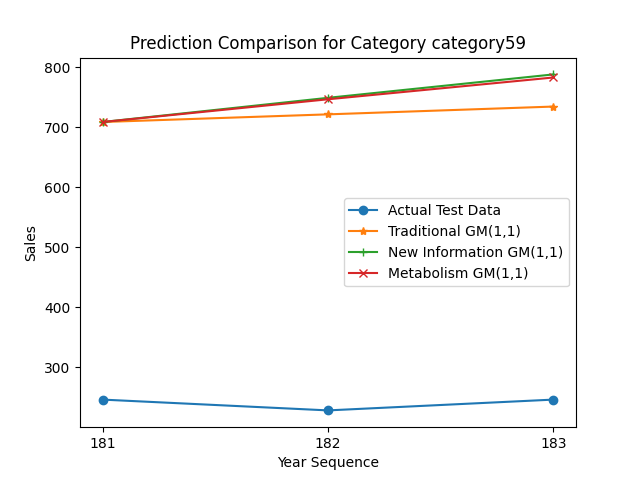 Prediction Comparison for Category category59
800
700
600
500
400
300
Sales
Actual Test Data
Traditional GM(1,1)
New Information GM(1,1)
Metabolism GM(1,1)
181
182
183
Year Sequence